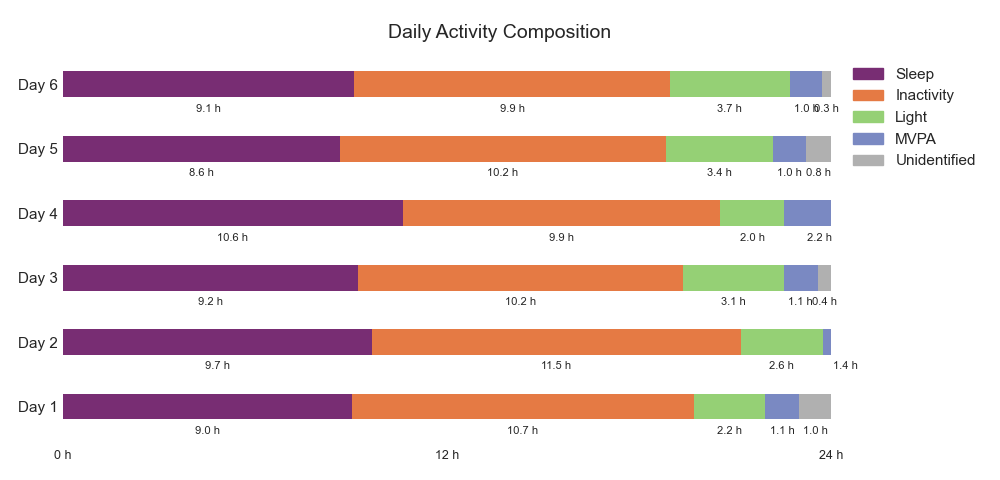 Daily Activity Composition
Day 6
9.1 h 9.9 h 3.7 h 1.0 h 0.3 h
Day 5
8.6 h 10.2 h 3.4 h 1.0 h 0.8 h
Day 4
10.6 h 9.9 h 2.0 h 2.2 h
Day 3
9.2 h 10.2 h 3.1 h 1.1 h 0.4 h
Day 2
9.7 h 11.5 h 2.6 h 1.4 h
Day 1
9.0 h 10.7 h 2.2 h 1.1 h 1.0 h
0 h 12 h 24 h
Sleep
Inactivity
Light
MVPA
Unidentified